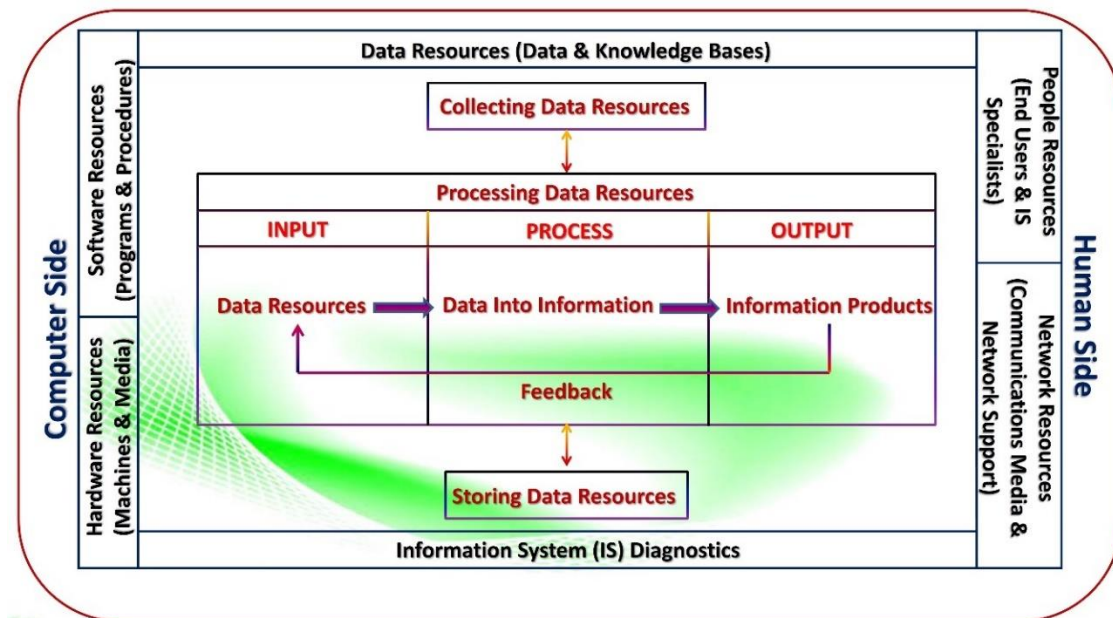 Data Resources (Data & Knowledge Bases)
Computer Side
Software Resources
(Programs & Procedures)
Hardware Resources
(Machines & Media)
Collecting Data Resources
Processing Data Resources
INPUT
PROCESS
OUTPUT
Data Resources
Data Into Information
Information Products
Feedback
Storing Data Resources
People Resources
(End Users & IS
Specialists)
Network Resources
(Communications Media &
Network Support)
Human Side
Information System (IS) Diagnostics